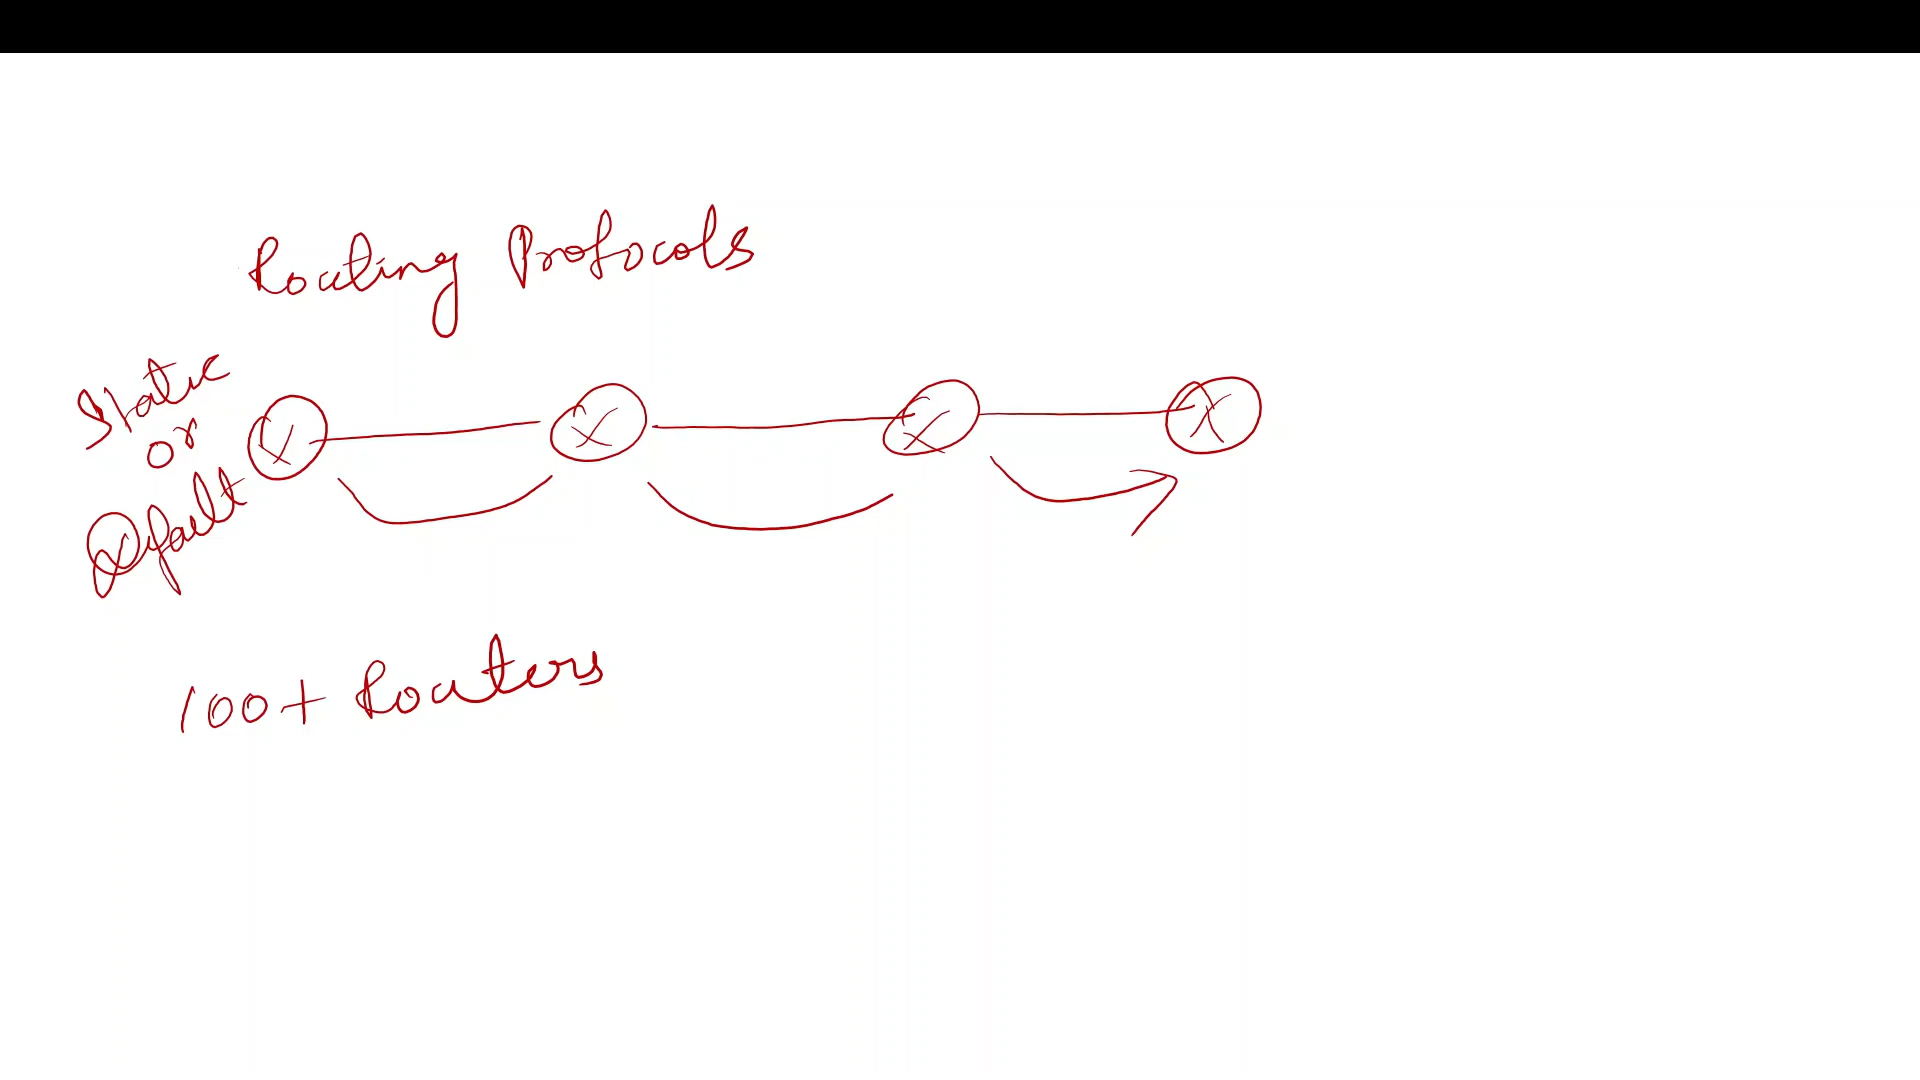 Routing Protocols
Static
or
Default
100+ Routers